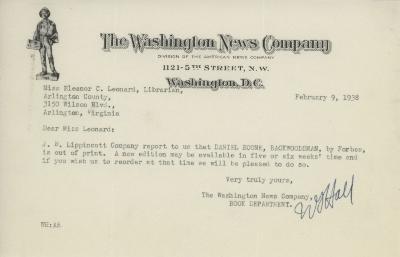 The Washington News Company
DIVISION OF THE AMERICAN NEWS COMPANY
1121-5TH STREET, N.W.
Washington, D.C.
Miss Eleanor C. Leonard, Librarian,
Arlington County,
3150 Wilson Blvd.,
Arlington, Virginia
February 9, 1938
Dear Miss Leonard:
J. B. Lippincott Company report to us that DANIEL BOONE, BACKWOODSMAN, by Forbes,
is out of print. A new edition may be available in five or six weeks' time and
if you wish us to reorder at that time we will be pleased to do so.
Very truly yours,
The Washington News Company,
BOOK DEPARTMENT.
WH:AB